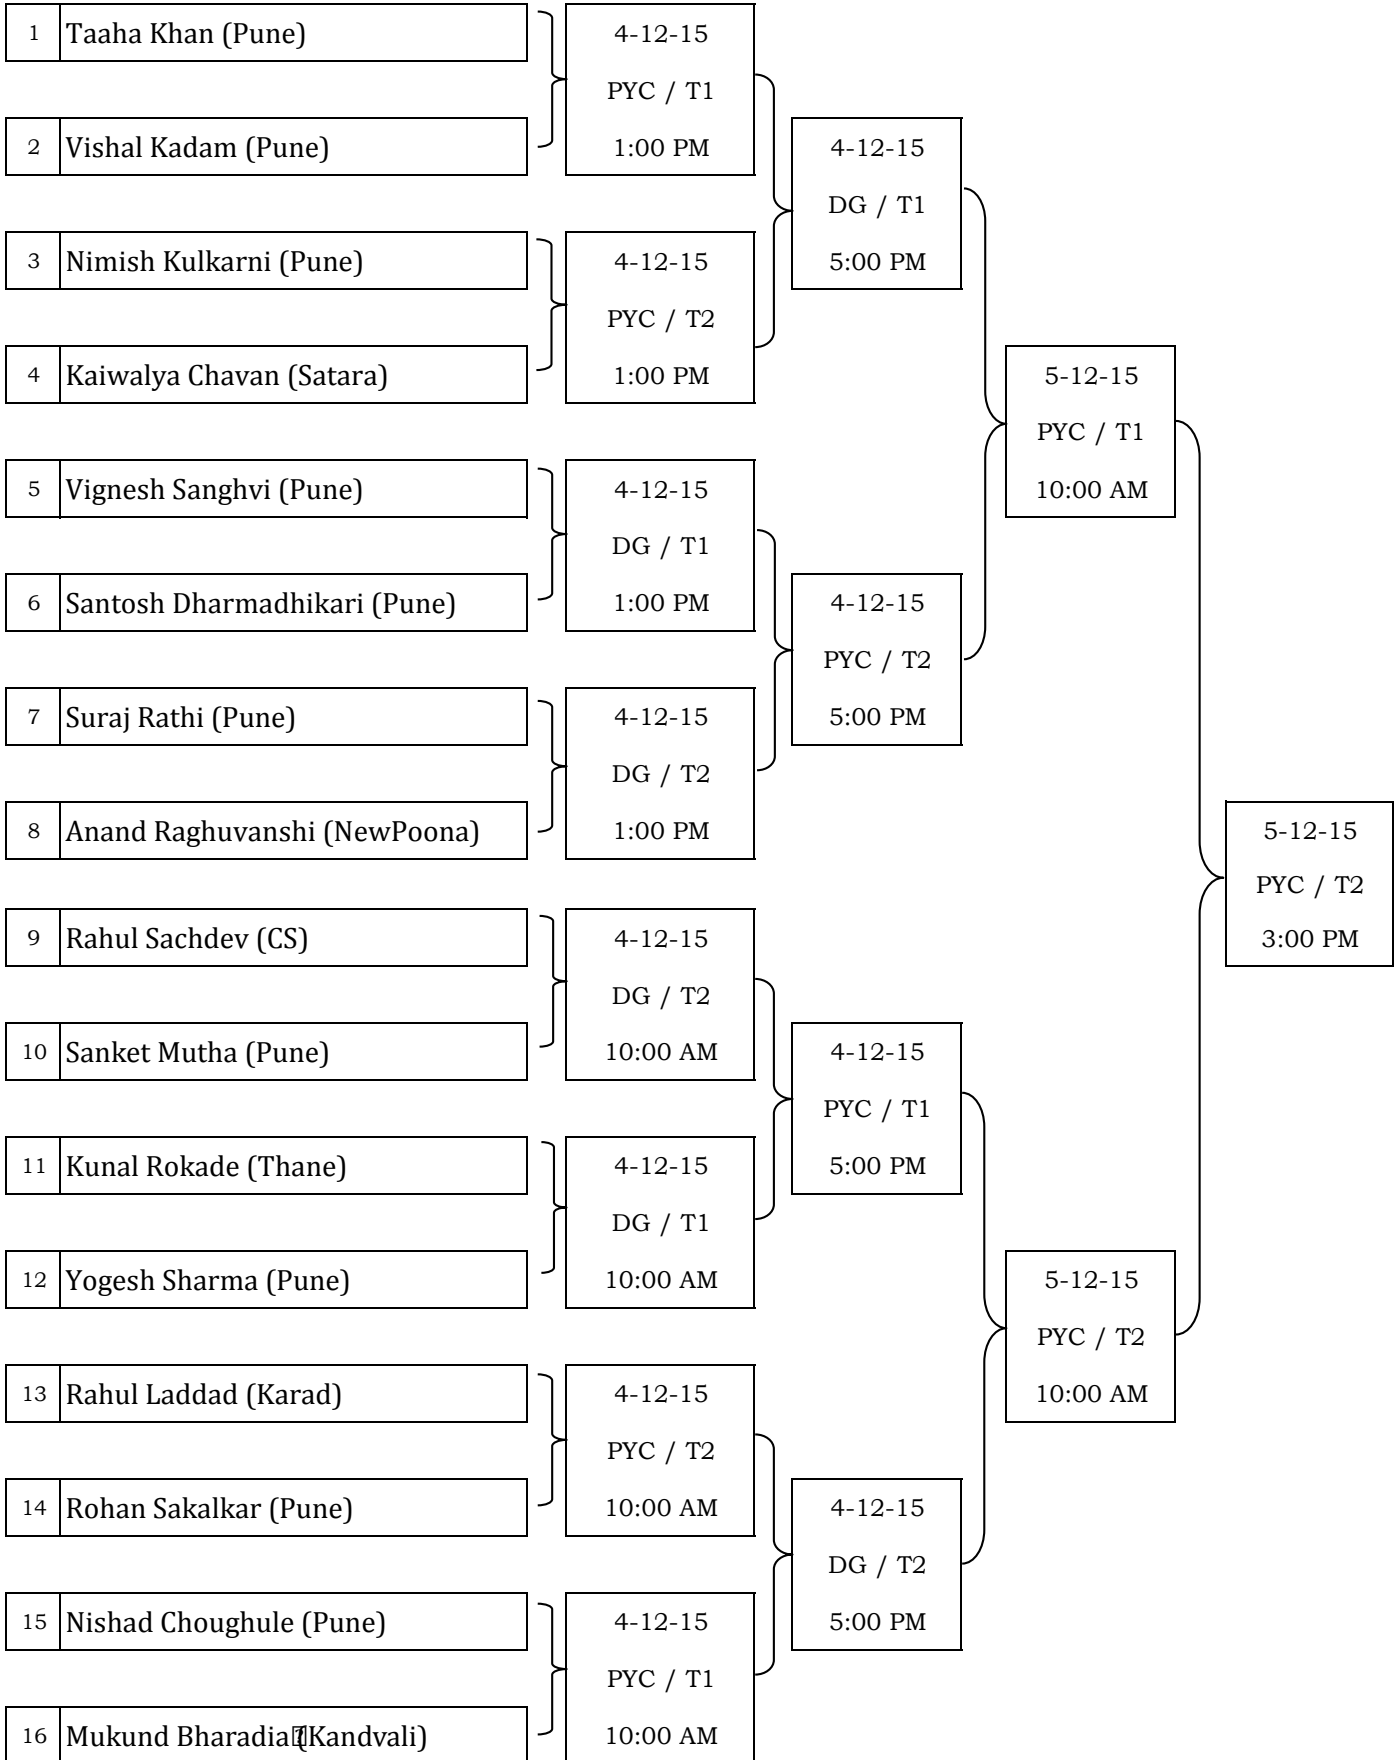 1 Taaha Khan (Pune)
2 Vishal Kadam (Pune)
3 Nimish Kulkarni (Pune)
4 Kaiwalya Chavan (Satara)
5 Vignesh Sanghvi (Pune)
6 Santosh Dharmadhikari (Pune)
7 Suraj Rathi (Pune)
8 Anand Raghuvanshi (NewPoona)
9 Rahul Sachdev (CS)
10 Sanket Mutha (Pune)
11 Kunal Rokade (Thane)
12 Yogesh Sharma (Pune)
13 Rahul Laddad (Karad)
14 Rohan Sakalkar (Pune)
15 Nishad Choughule (Pune)
16 Mukund Bharadia (Kandvali)
4-12-15
PYC / T1
1:00 PM
4-12-15
PYC / T2
1:00 PM
4-12-15
DG / T1
1:00 PM
4-12-15
DG / T2
1:00 PM
4-12-15
DG / T2
10:00 AM
4-12-15
DG / T1
10:00 AM
4-12-15
PYC / T2
10:00 AM
4-12-15
PYC / T1
10:00 AM
4-12-15
DG / T1
5:00 PM
4-12-15
PYC / T2
5:00 PM
4-12-15
PYC / T1
5:00 PM
4-12-15
DG / T2
5:00 PM
5-12-15
PYC / T1
10:00 AM
5-12-15
PYC / T2
10:00 AM
5-12-15
PYC / T2
3:00 PM